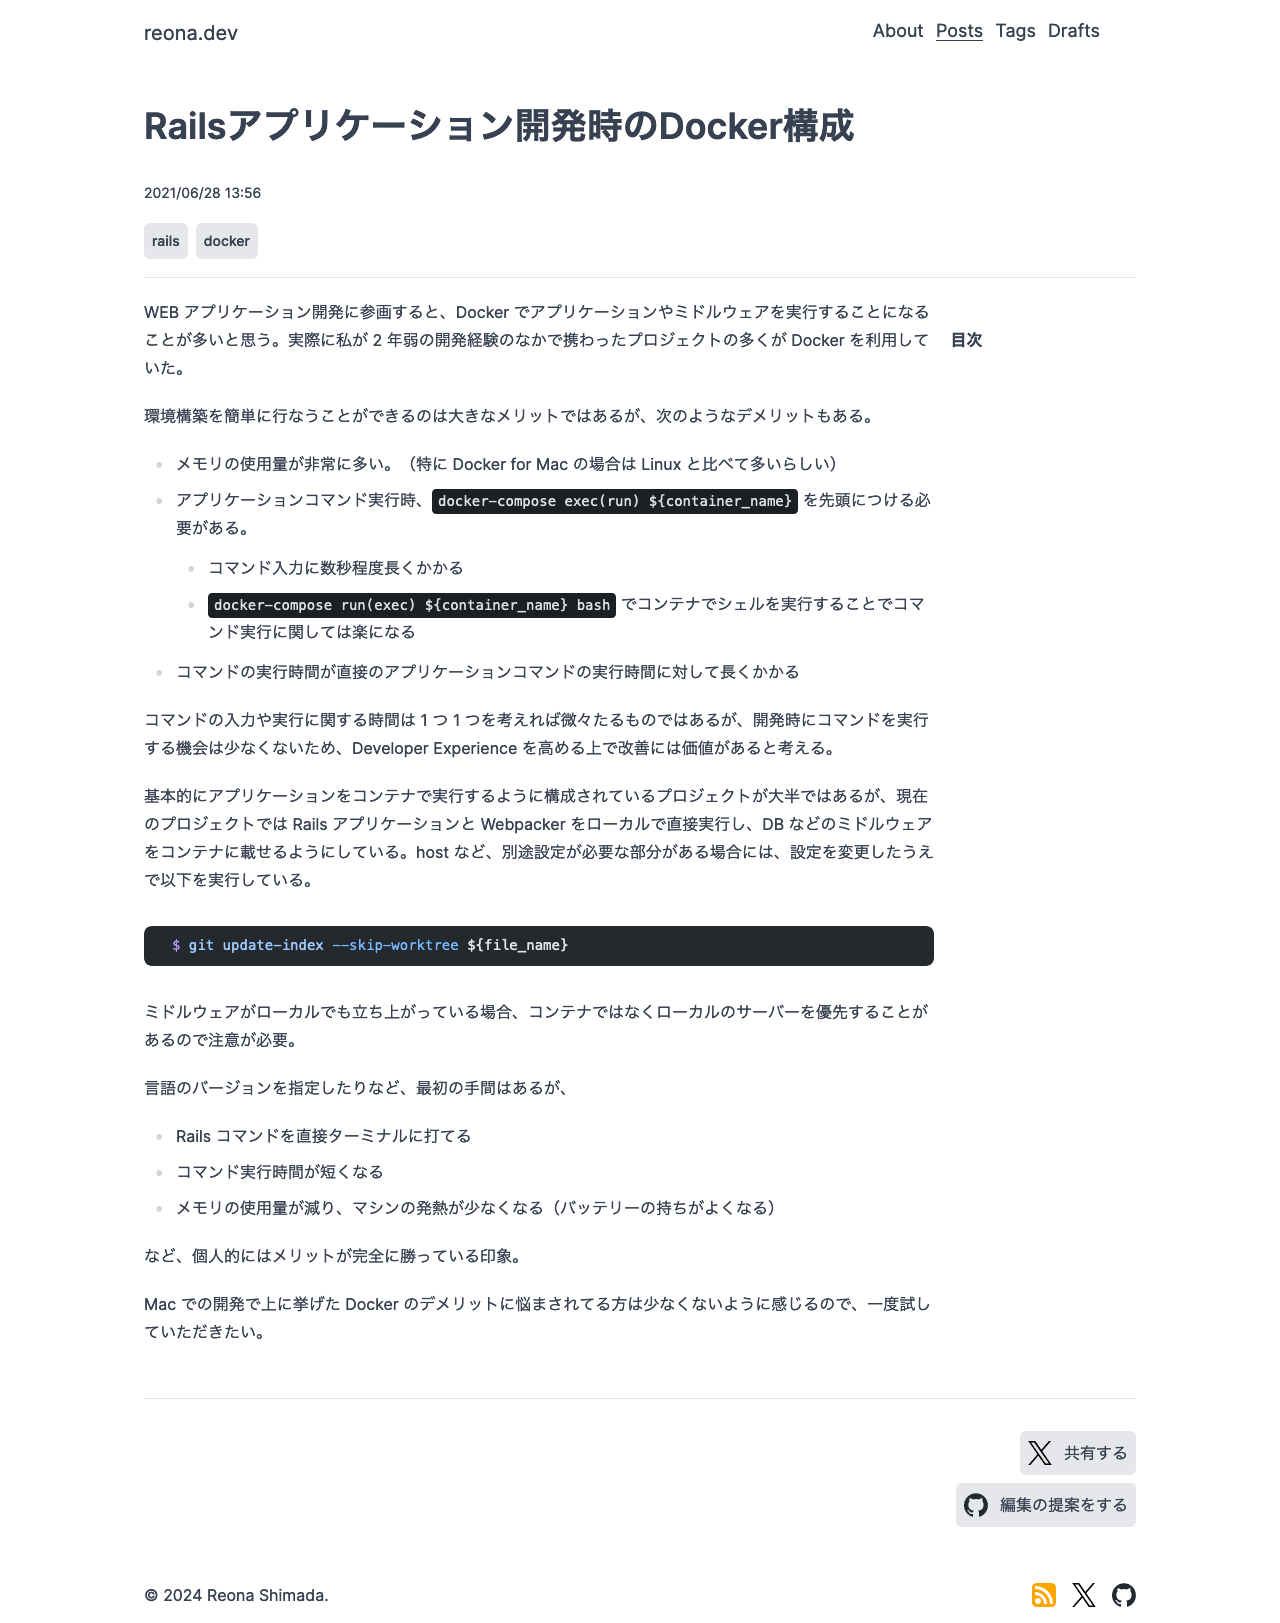 reona.dev
About Posts Tags Drafts
Railsアプリケーション開発時のDocker構成
2021/06/28 13:56
rails docker
WEB アプリケーション開発に参画すると、Docker でアプリケーションやミドルウェアを実行することになる
ことが多いと思う。実際に私が 2 年弱の開発経験のなかで携わったプロジェクトの多くが Docker を利用して
いた。
目次
環境構築を簡単に行なうことができるのは大きなメリットではあるが、次のようなデメリットもある。
メモリの使用量が非常に多い。（特に Docker for Mac の場合は Linux と比べて多いらしい）
アプリケーションコマンド実行時、docker-compose exec(run) ${container_name} を先頭につける必
要がある。
コマンド入力に数秒程度長くかかる
docker-compose run(exec) ${container_name} bash でコンテナでシェルを実行することでコマ
ンド実行に関しては楽になる
コマンドの実行時間が直接のアプリケーションコマンドの実行時間に対して長くかかる
コマンドの入力や実行に関する時間は 1 つ 1 つを考えれば微々たるものではあるが、開発時にコマンドを実行
する機会は少なくないため、Developer Experience を高める上で改善には価値があると考える。
基本的にアプリケーションをコンテナで実行するように構成されているプロジェクトが大半ではあるが、現在
のプロジェクトでは Rails アプリケーションと Webpacker をローカルで直接実行し、DB などのミドルウェア
をコンテナに載せるようにしている。host など、別途設定が必要な部分がある場合には、設定を変更したうえ
で以下を実行している。
$ git update-index --skip-worktree ${file_name}
ミドルウェアがローカルでも立ち上がっている場合、コンテナではなくローカルのサーバーを優先することが
あるので注意が必要。
言語のバージョンを指定したりなど、最初の手間はあるが、
Rails コマンドを直接ターミナルに打てる
コマンド実行時間が短くなる
メモリの使用量が減り、マシンの発熱が少なくなる（バッテリーの持ちがよくなる）
など、個人的にはメリットが完全に勝っている印象。
Mac での開発で上に挙げた Docker のデメリットに悩まされてる方は少なくないように感じるので、一度試し
ていただきたい。
共有する
編集の提案をする
© 2024 Reona Shimada.